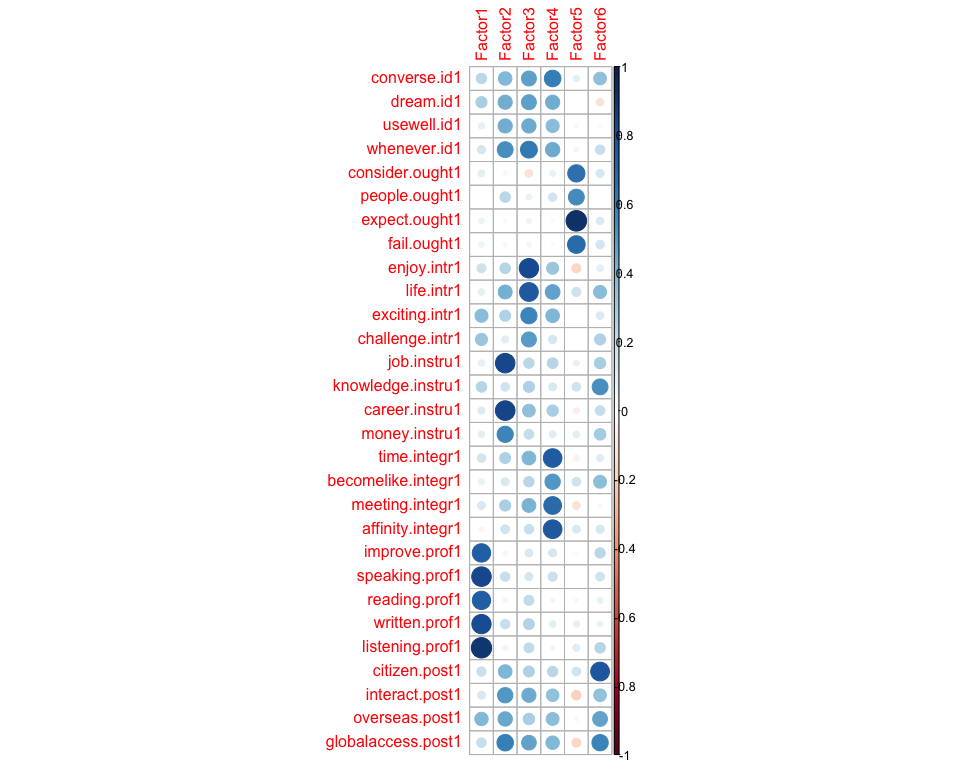 Factor1 Factor2 Factor3 Factor4 Factor5 Factor6
converse.id1
dream.id1
usewell.id1
whenever.id1
consider.ought1
people.ought1
expect.ought1
fail.ought1
enjoy.intr1
life.intr1
exciting.intr1
challenge.intr1
job.instru1
knowledge.instru1
career.instru1
money.instru1
time.integr1
becomelike.integr1
meeting.integr1
affinity.integr1
improve.prof1
speaking.prof1
reading.prof1
written.prof1
listening.prof1
citizen.post1
interact.post1
overseas.post1
globalaccess.post1
1
0.8
0.6
0.4
0.2
0
-0.2
-0.4
-0.6
-0.8
-1